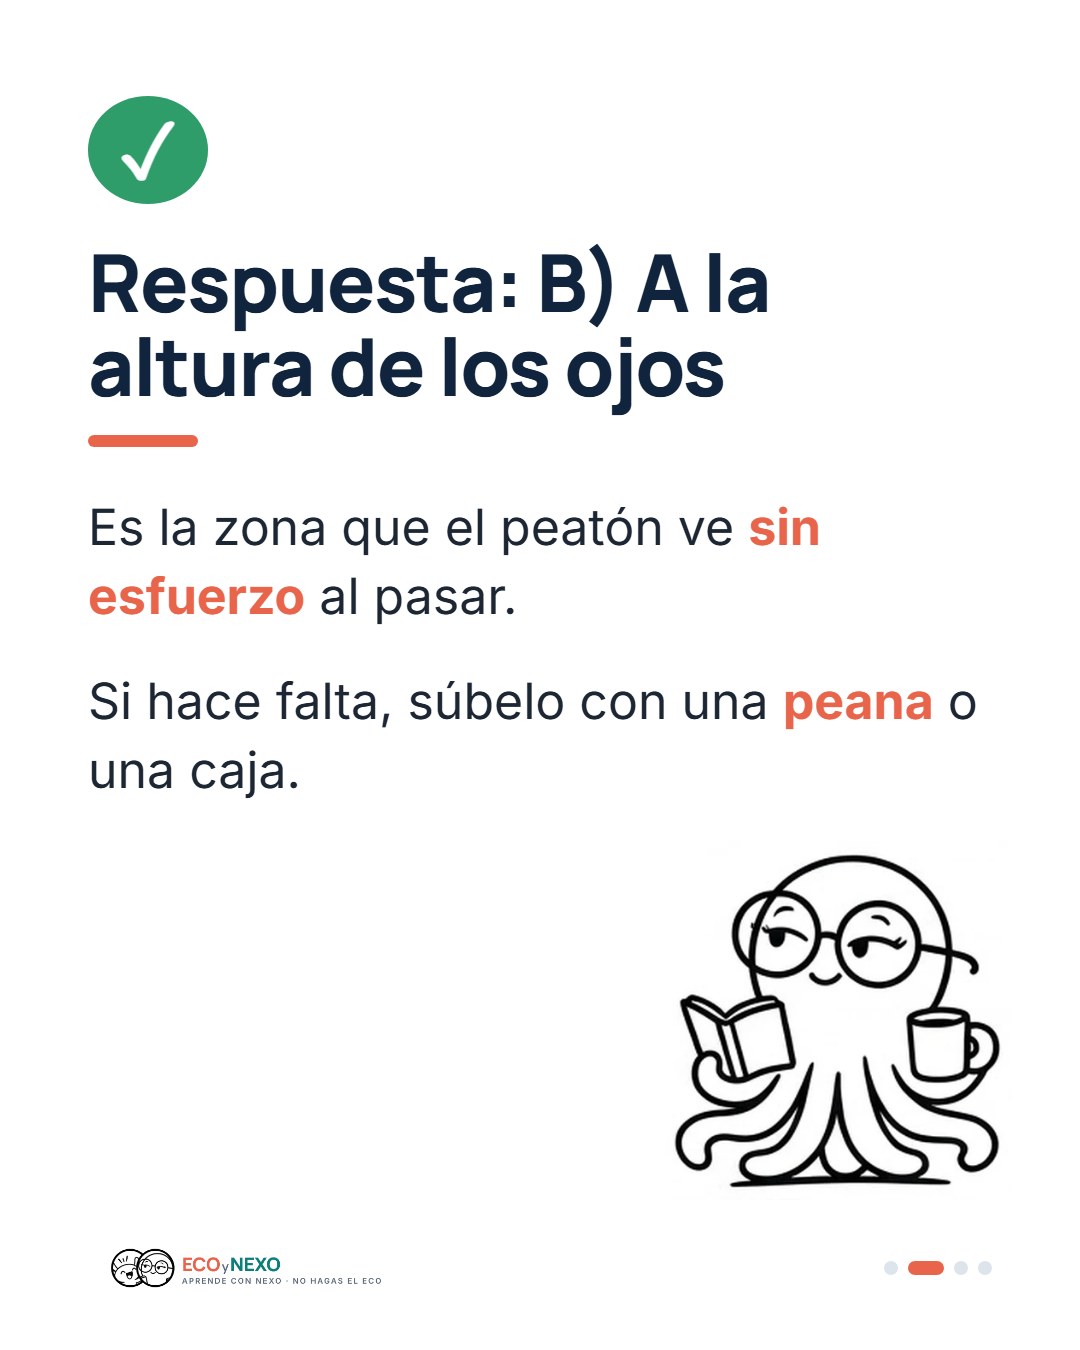 Respuesta: B) A la
altura de los ojos
Es la zona que el peatón ve sin
esfuerzo al pasar.
Si hace falta, súbelo con una peana o
una caja.
ECOyNEXO
APRENDE CON NEXO · NO HAGAS EL ECO